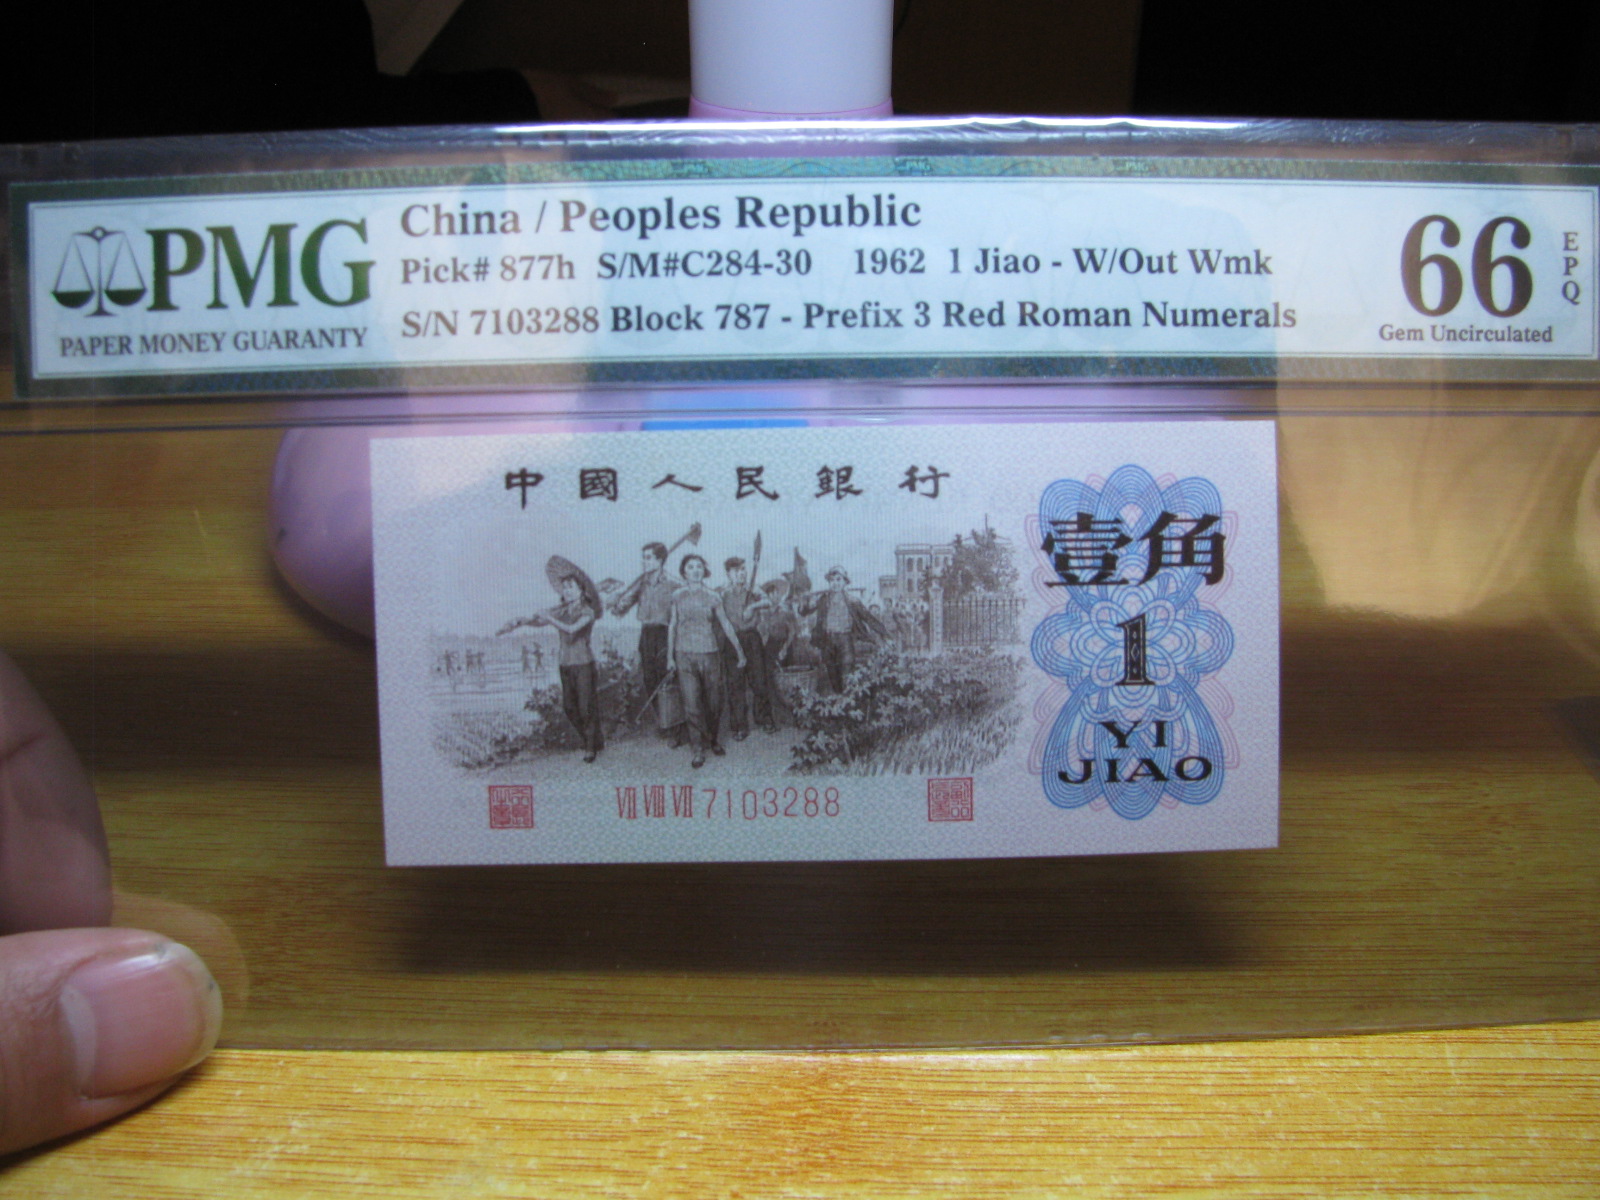 PMG
PAPER MONEY GUARANTY
China / Peoples Republic
Pick# 877h S/M#C284-30 1962 1 Jiao - W/Out Wmk
S/N 7103288 Block 787 - Prefix 3 Red Roman Numerals
66 EPQ
Gem Uncirculated
中國人民銀行
壹角
1
YI
JIAO
VII VIII VII 7103288